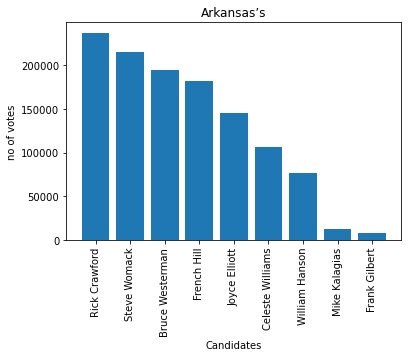 Arkansas’s
no of votes
200000
150000
100000
50000
0
Rick Crawford
Steve Womack
Bruce Westerman
French Hill
Joyce Elliott
Celeste Williams
William Hanson
Mike Kalagias
Frank Gilbert
Candidates